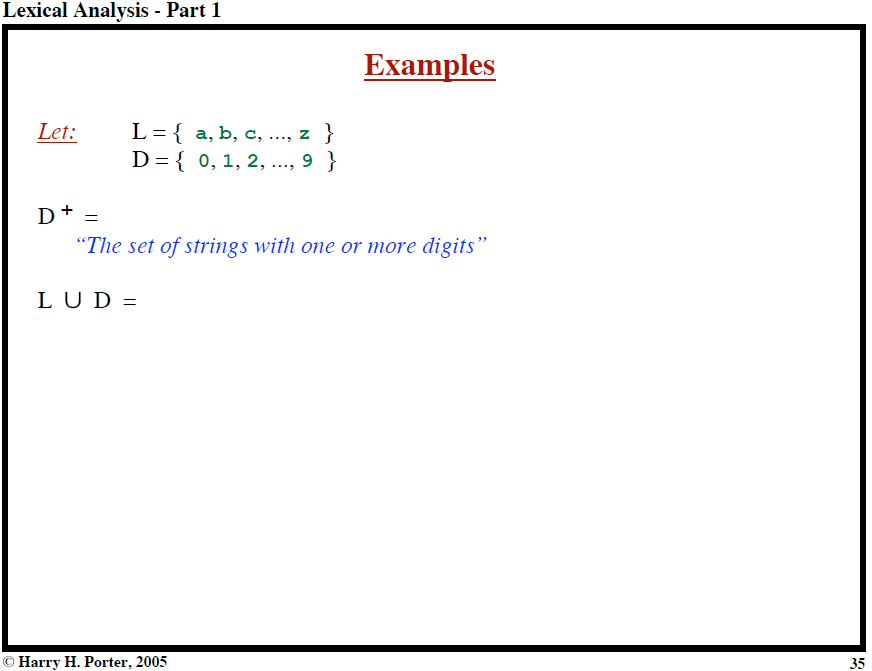 Lexical Analysis - Part 1
Examples
Let: L = { a, b, c, ..., z }
D = { 0, 1, 2, ..., 9 }
D + =
“The set of strings with one or more digits”
L ∪ D =
© Harry H. Porter, 2005
35